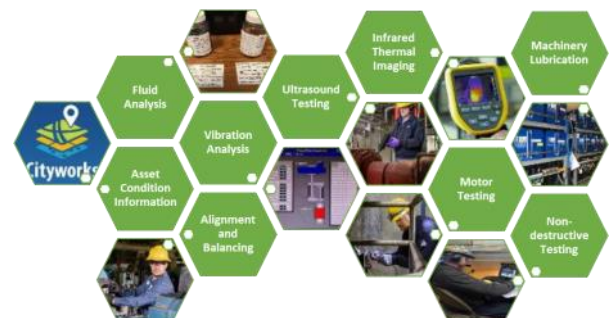 Infrared
Thermal
Imaging
Machinery
Lubrication
Fluid
Analysis
Ultrasound
Testing
Cityworks
Vibration
Analysis
Asset
Condition
Information
Motor
Testing
Alignment
and
Balancing
Non-
destructive
Testing